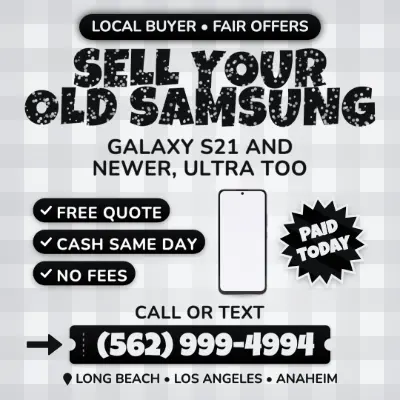 LOCAL BUYER • FAIR OFFERS
SELL YOUR
OLD SAMSUNG
GALAXY S21 AND
NEWER, ULTRA TOO
FREE QUOTE
CASH SAME DAY
NO FEES
PAID
TODAY
CALL OR TEXT
(562) 999-4994
LONG BEACH • LOS ANGELES • ANAHEIM